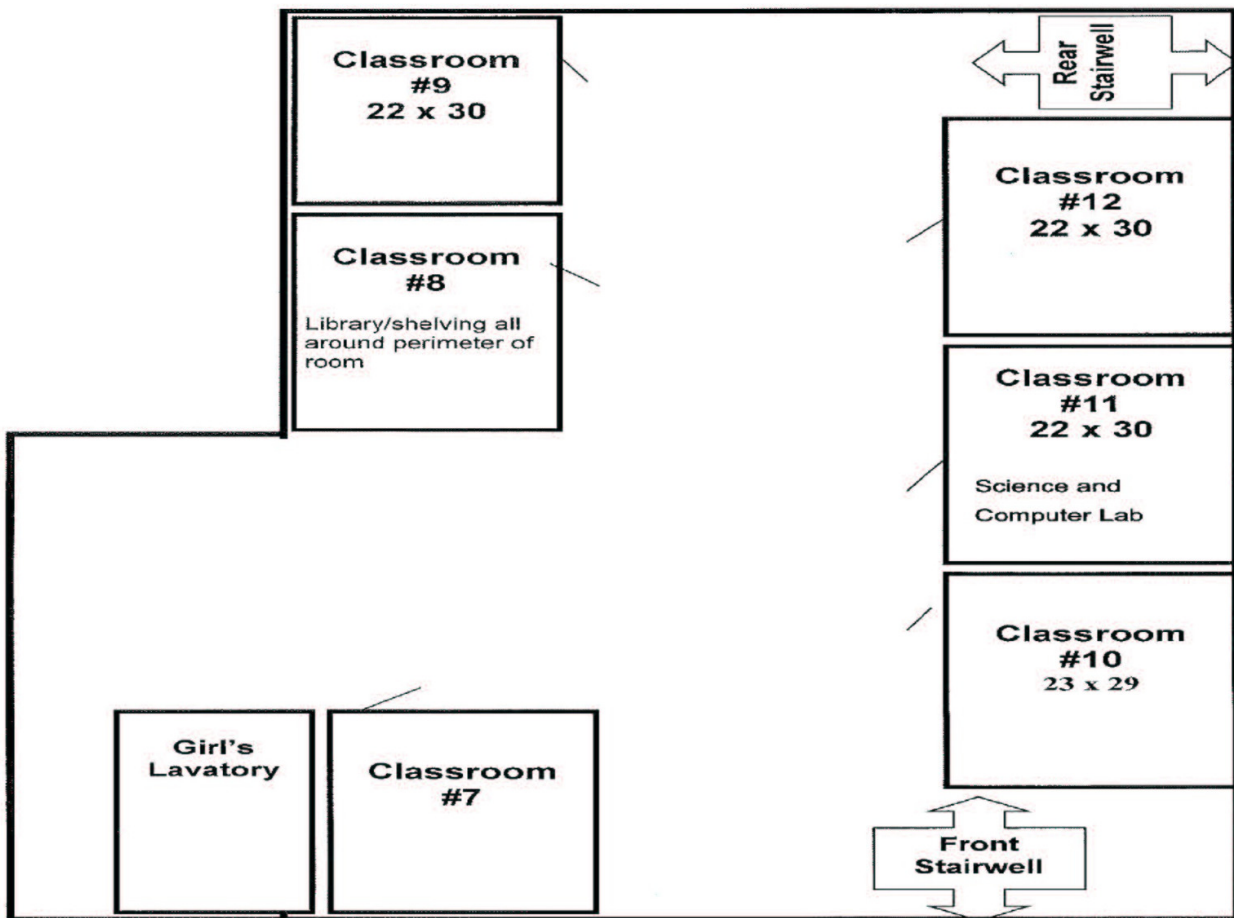 Classroom
#9
22 x 30
Rear
Stairwell
Classroom
#12
22 x 30
Classroom
#8
Library/shelving all
around perimeter of
room
Classroom
#11
22 x 30
Science and
Computer Lab
Classroom
#10
23 x 29
Girl's
Lavatory
Classroom
#7
Front
Stairwell